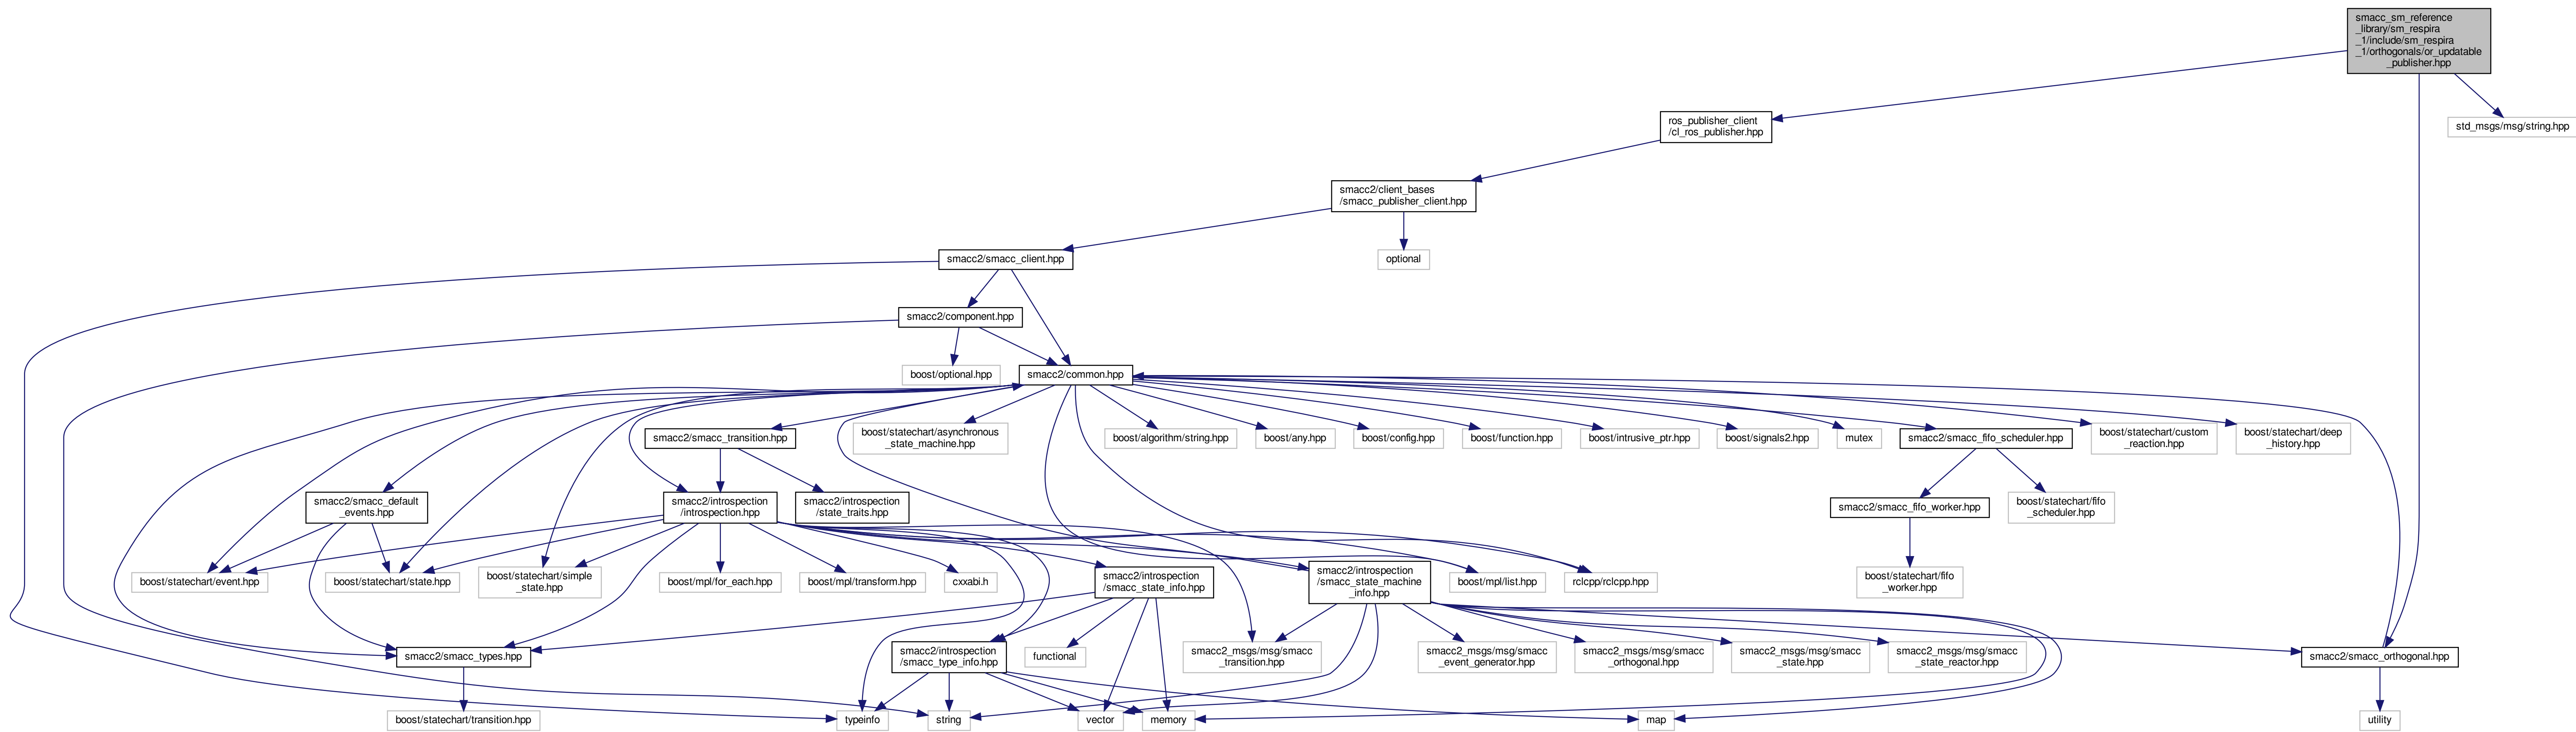 smacc_sm_reference
_library/sm_respira
_1/include/sm_respira
_1/orthogonals/or_updatable
_publisher.hpp
ros_publisher_client
/cl_ros_publisher.hpp
std_msgs/msg/string.hpp
smacc2/client_bases
/smacc_publisher_client.hpp
smacc2/smacc_client.hpp
optional
smacc2/component.hpp
boost/optional.hpp
smacc2/common.hpp
smacc2/smacc_transition.hpp
boost/statechart/asynchronous
_state_machine.hpp
boost/algorithm/string.hpp
boost/any.hpp
boost/config.hpp
boost/function.hpp
boost/intrusive_ptr.hpp
boost/signals2.hpp
mutex
smacc2/smacc_fifo_scheduler.hpp
boost/statechart/custom
_reaction.hpp
boost/statechart/deep
_history.hpp
smacc2/smacc_default
_events.hpp
smacc2/introspection
/introspection.hpp
smacc2/introspection
/state_traits.hpp
smacc2/smacc_fifo_worker.hpp
boost/statechart/fifo
_scheduler.hpp
boost/statechart/event.hpp
boost/statechart/state.hpp
boost/statechart/simple
_state.hpp
boost/mpl/for_each.hpp
boost/mpl/transform.hpp
cxxabi.h
smacc2/introspection
/smacc_state_info.hpp
smacc2/introspection
/smacc_state_machine
_info.hpp
boost/mpl/list.hpp
rclcpp/rclcpp.hpp
boost/statechart/fifo
_worker.hpp
smacc2/smacc_types.hpp
smacc2/introspection
/smacc_type_info.hpp
functional
smacc2_msgs/msg/smacc
_transition.hpp
smacc2_msgs/msg/smacc
_event_generator.hpp
smacc2_msgs/msg/smacc
_orthogonal.hpp
smacc2_msgs/msg/smacc
_state.hpp
smacc2_msgs/msg/smacc
_state_reactor.hpp
smacc2/smacc_orthogonal.hpp
boost/statechart/transition.hpp
typeinfo
string
vector
memory
map
utility